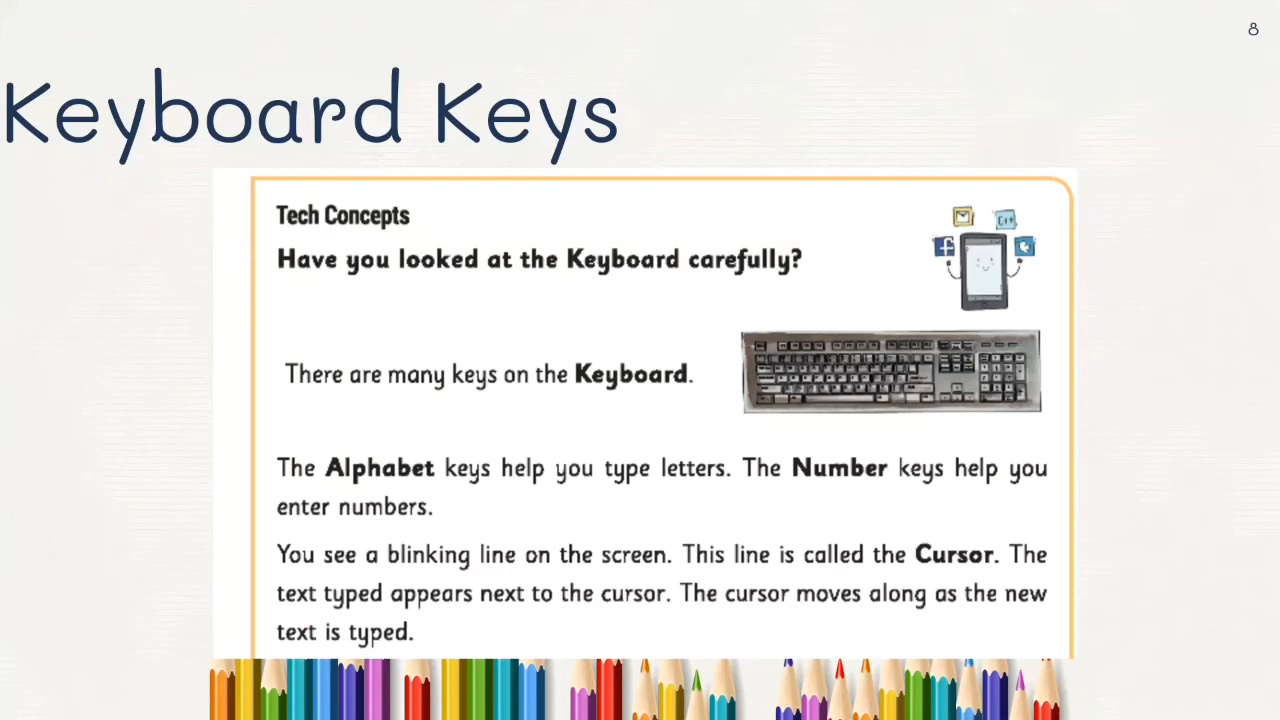 8
Keyboard Keys
Tech Concepts
Have you looked at the Keyboard carefully?
C++
f
There are many keys on the Keyboard.
The Alphabet keys help you type letters. The Number keys help you
enter numbers.
You see a blinking line on the screen. This line is called the Cursor. The
text typed appears next to the cursor. The cursor moves along as the new
text is typed.